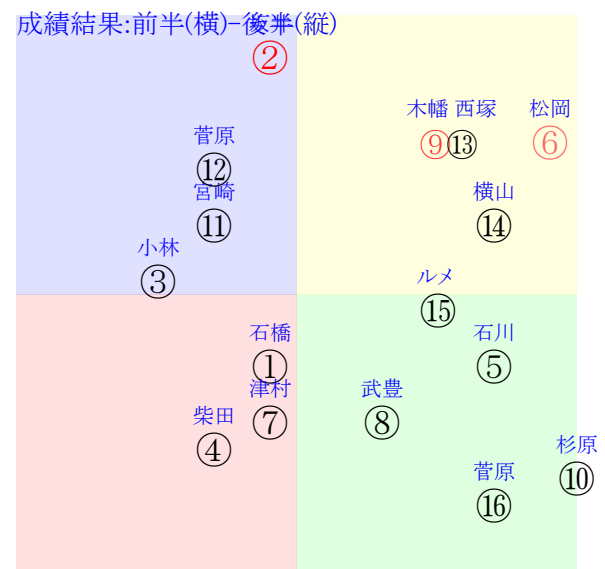 成績結果:前半(横)-後半(縦)
②
木幡 西塚 松岡
⑨ ⑬ ⑥
菅原
⑫
宮崎
⑪
横山
⑭
小林
③
ルメ
⑮
石橋
①
石川
⑤
津村
⑦
武豊
⑧
柴田
④
杉原
⑩
菅原
⑯